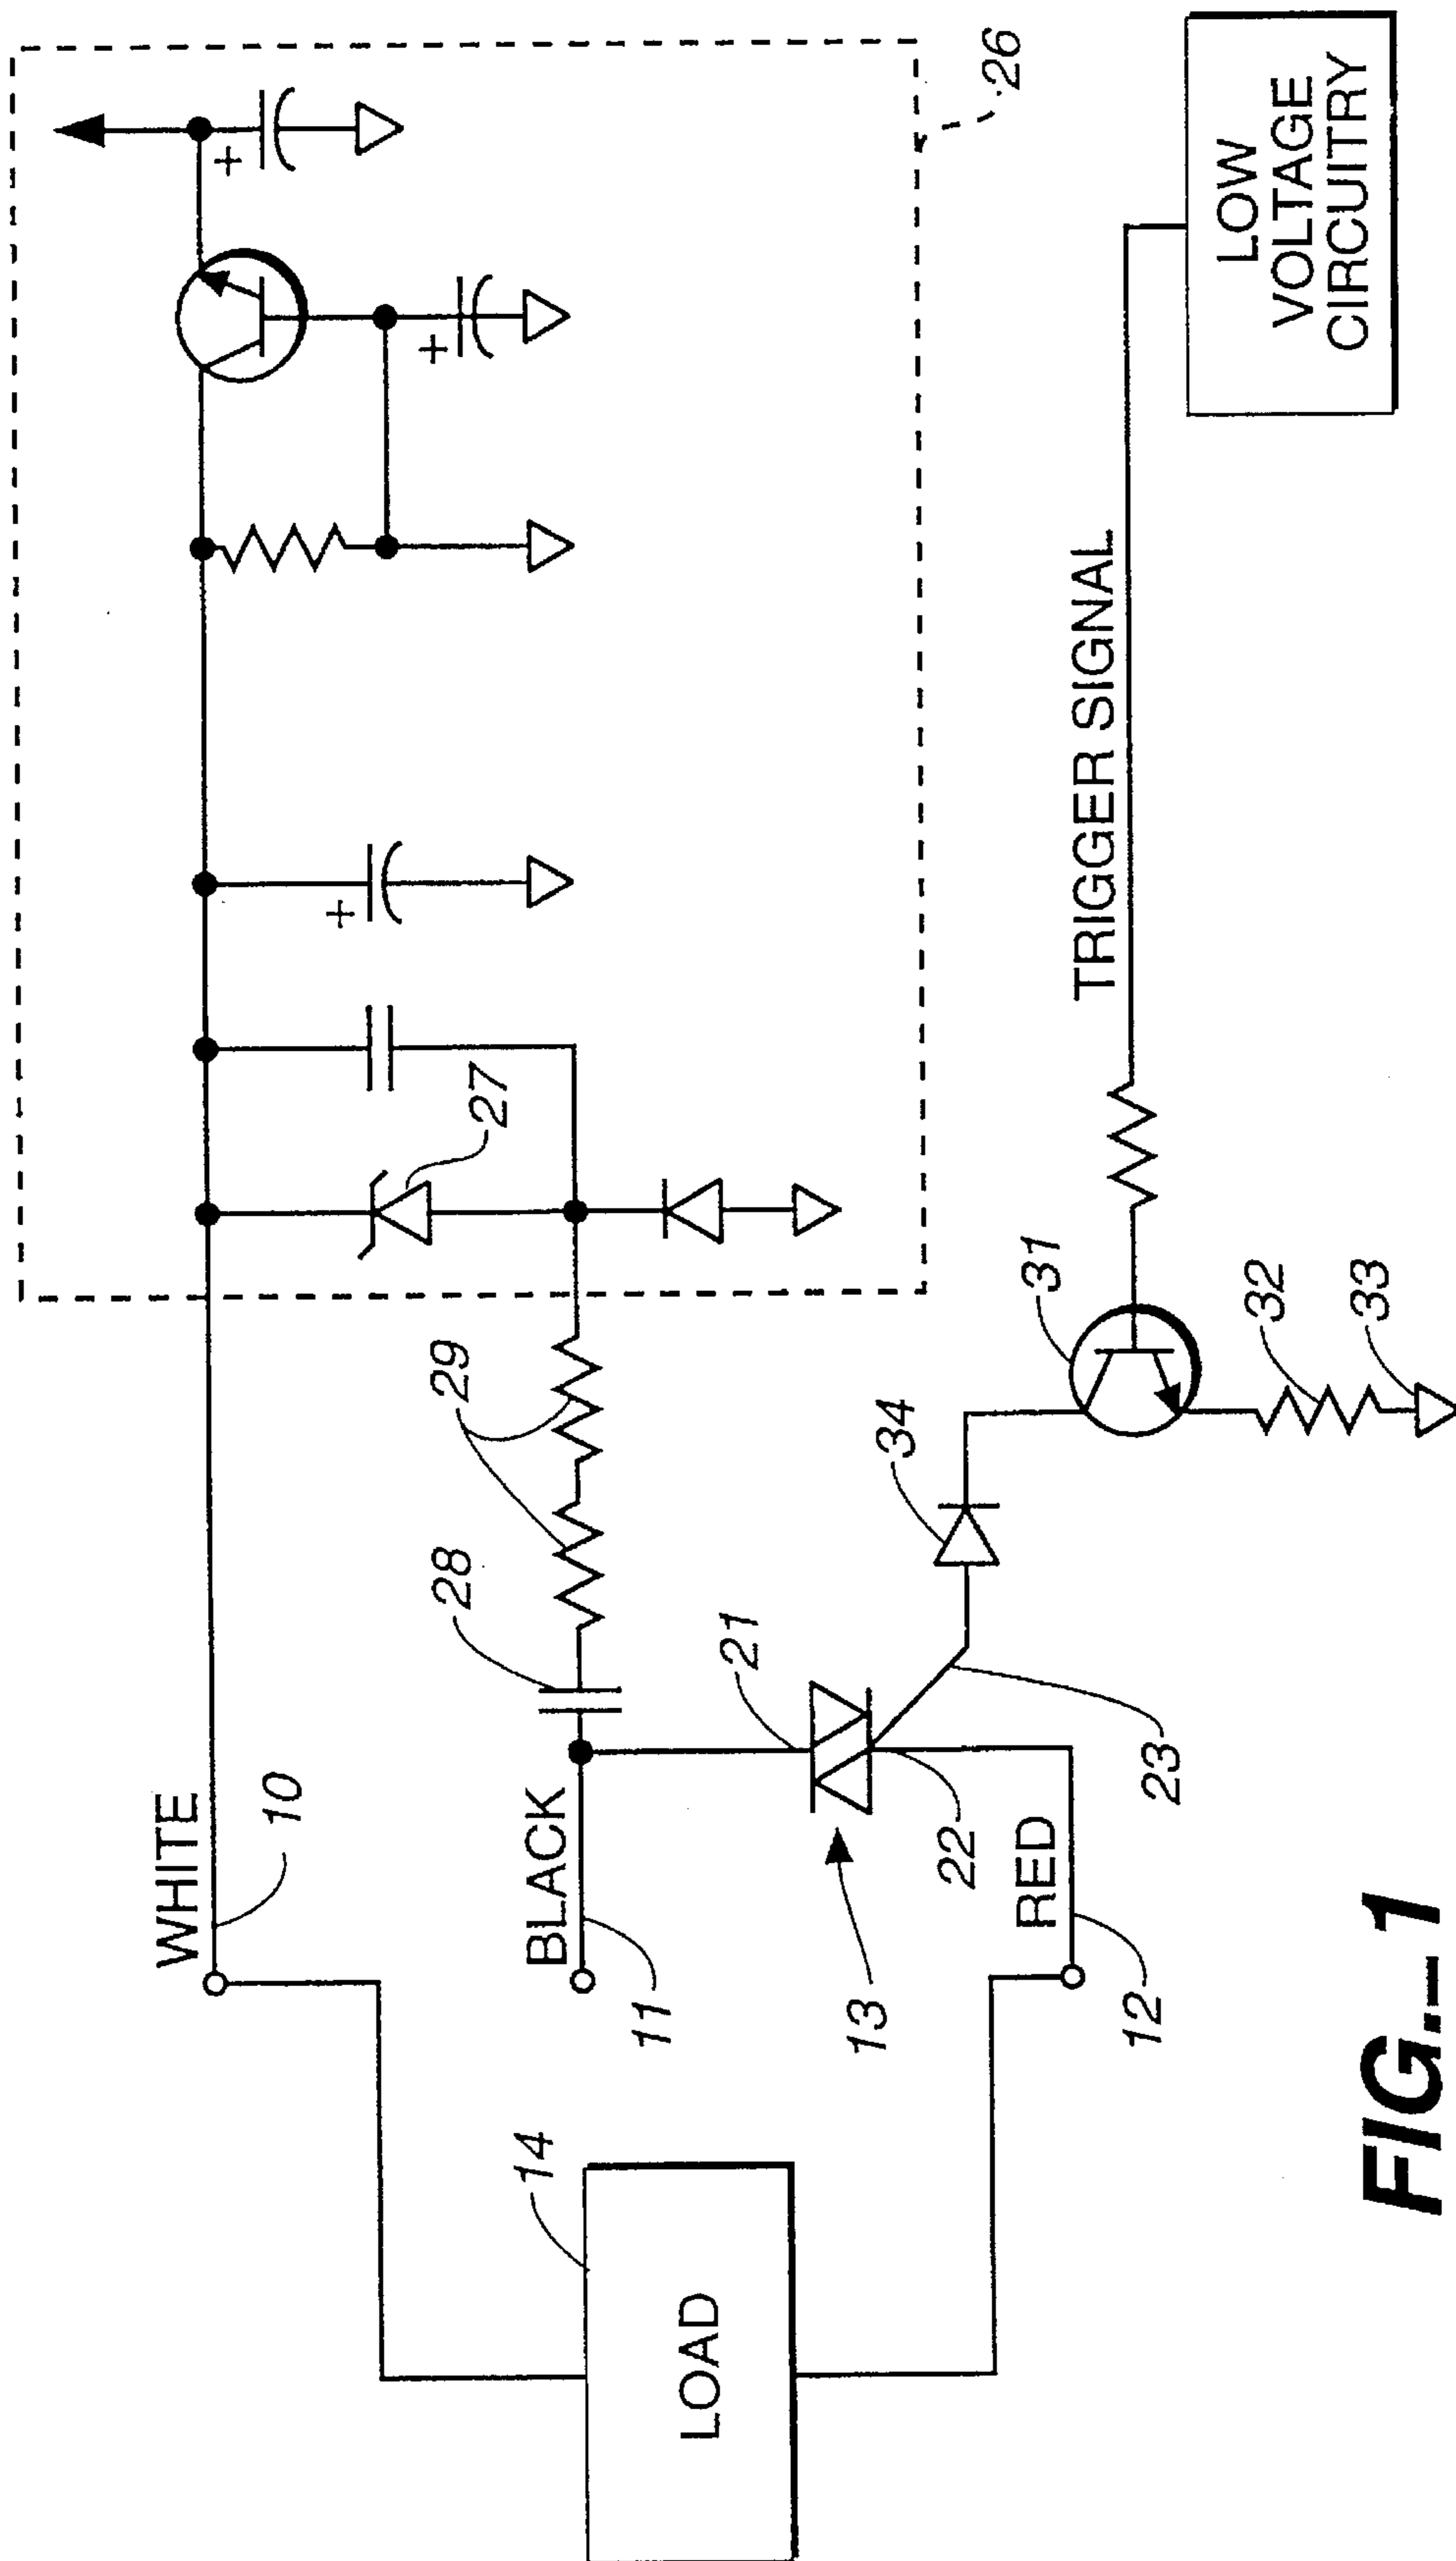 WHITE
10
BLACK
11
RED
12
13
14
LOAD
21
22
23
28
29
27
26
34
31
32
33
TRIGGER SIGNAL
LOW
VOLTAGE
CIRCUITRY
+
+
+
FIG._1